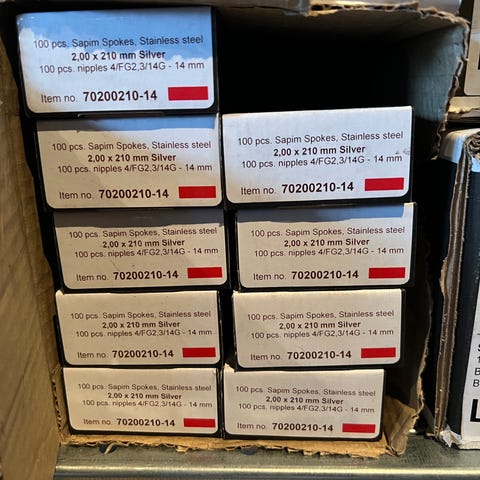 100 pcs. Sapim Spokes, Stainless steel
2,00 x 210 mm Silver
100 pcs. nipples 4/FG2,3/14G - 14 mm
Item no. 70200210-14
100 pcs. Sapim Spokes, Stainless steel
2,00 x 210 mm Silver
100 pcs. nipples 4/FG2,3/14G - 14 mm
Item no. 70200210-14
100 pcs. Sapim Spokes, Stainless steel
2,00 x 210 mm Silver
100 pcs. nipples 4/FG2,3/14G - 14 mm
Item no. 70200210-14
100 pcs. Sapim Spokes, Stainless steel
2,00 x 210 mm Silver
100 pcs. nipples 4/FG2,3/14G - 14 mm
Item no. 70200210-14
100 pcs. Sapim Spokes, Stainless steel
2,00 x 210 mm Silver
100 pcs. nipples 4/FG2,3/14G - 14 mm
Item no. 70200210-14
100 pcs. Sapim Spokes, Stainless steel
2,00 x 210 mm Silver
100 pcs. nipples 4/FG2,3/14G - 14 mm
Item no. 70200210-14
100 pcs. Sapim Spokes, Stainless steel
2,00 x 210 mm Silver
100 pcs. nipples 4/FG2,3/14G - 14 mm
Item no. 70200210-14
100 pcs. Sapim Spokes, Stainless steel
2,00 x 210 mm Silver
100 pcs. nipples 4/FG2,3/14G - 14 mm
Item no. 70200210-14
100 pcs. Sapim Spokes, Stainless steel
2,00 x 210 mm Silver
100 pcs. nipples 4/FG2,3/14G - 14 mm
Item no. 70200210-14